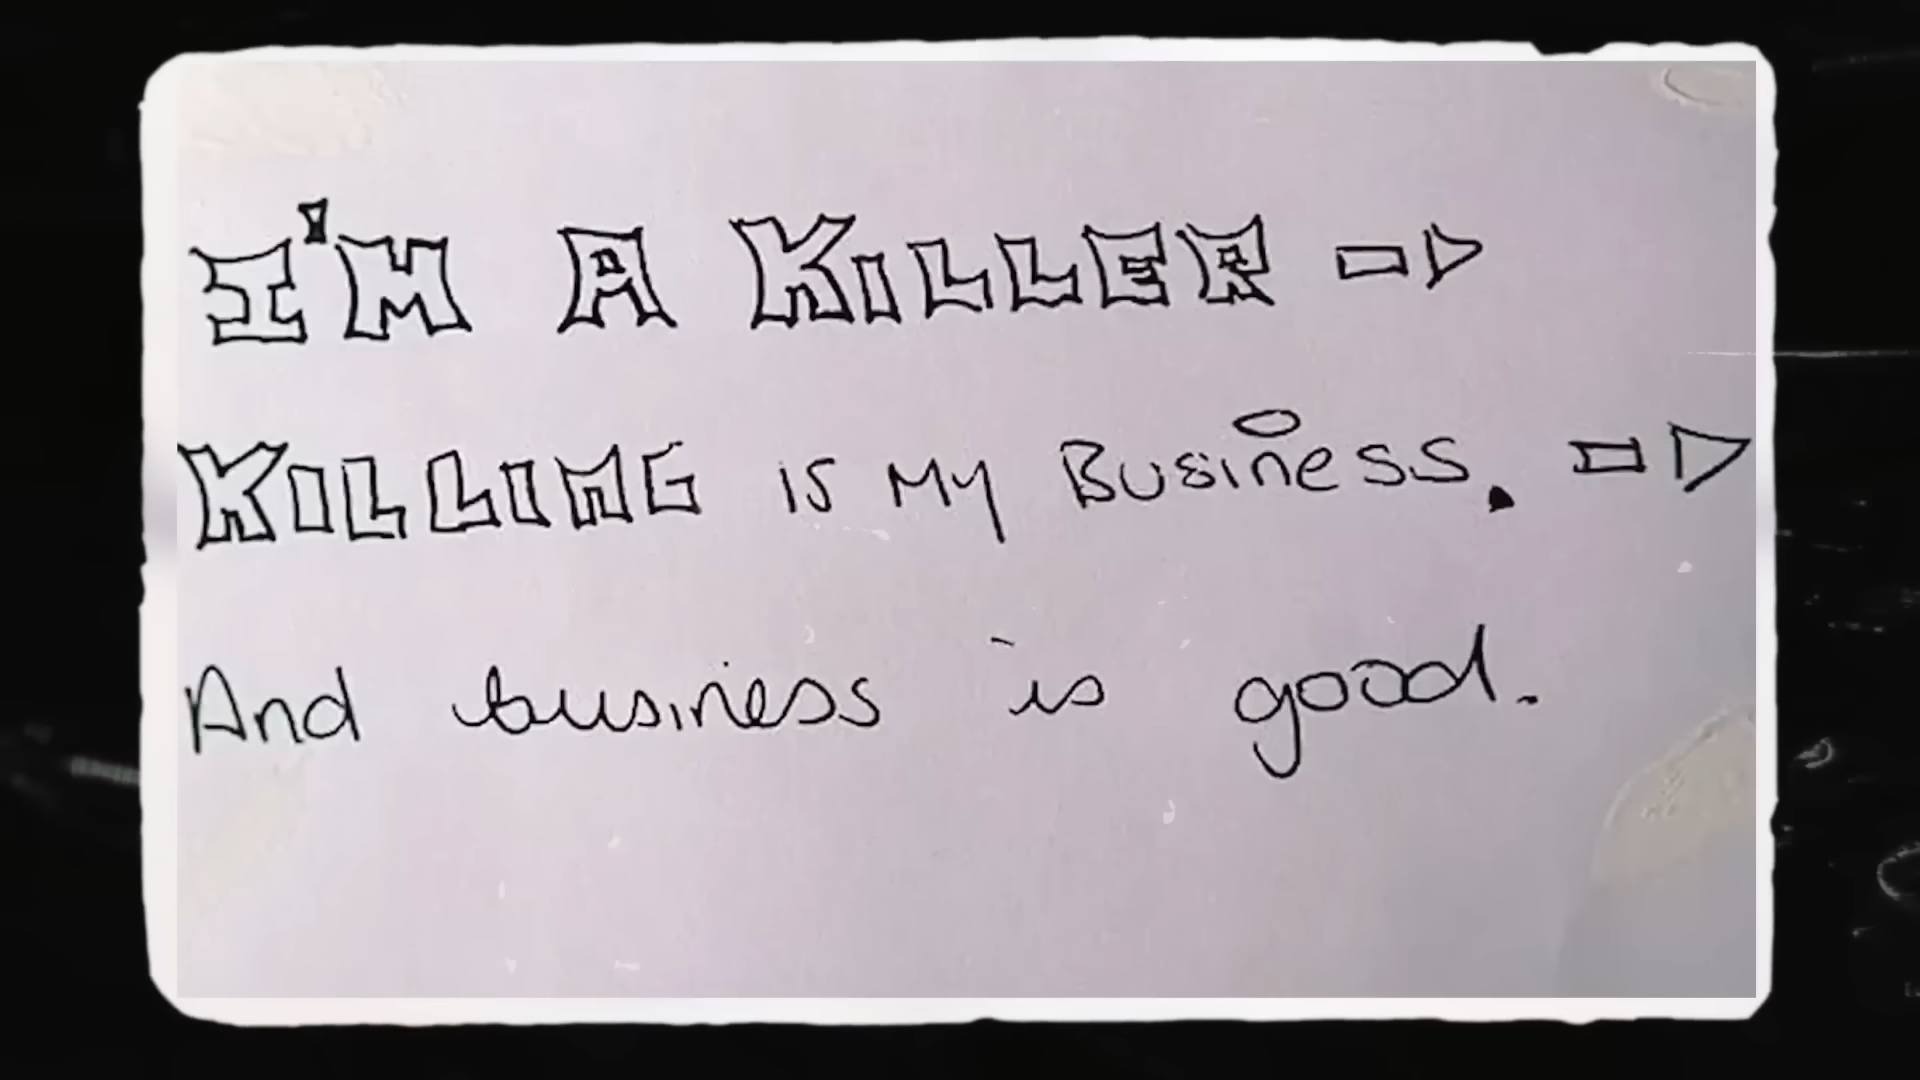 I'M A KILLER ⇨
KILLING is My Business. ⇨
And business is good.